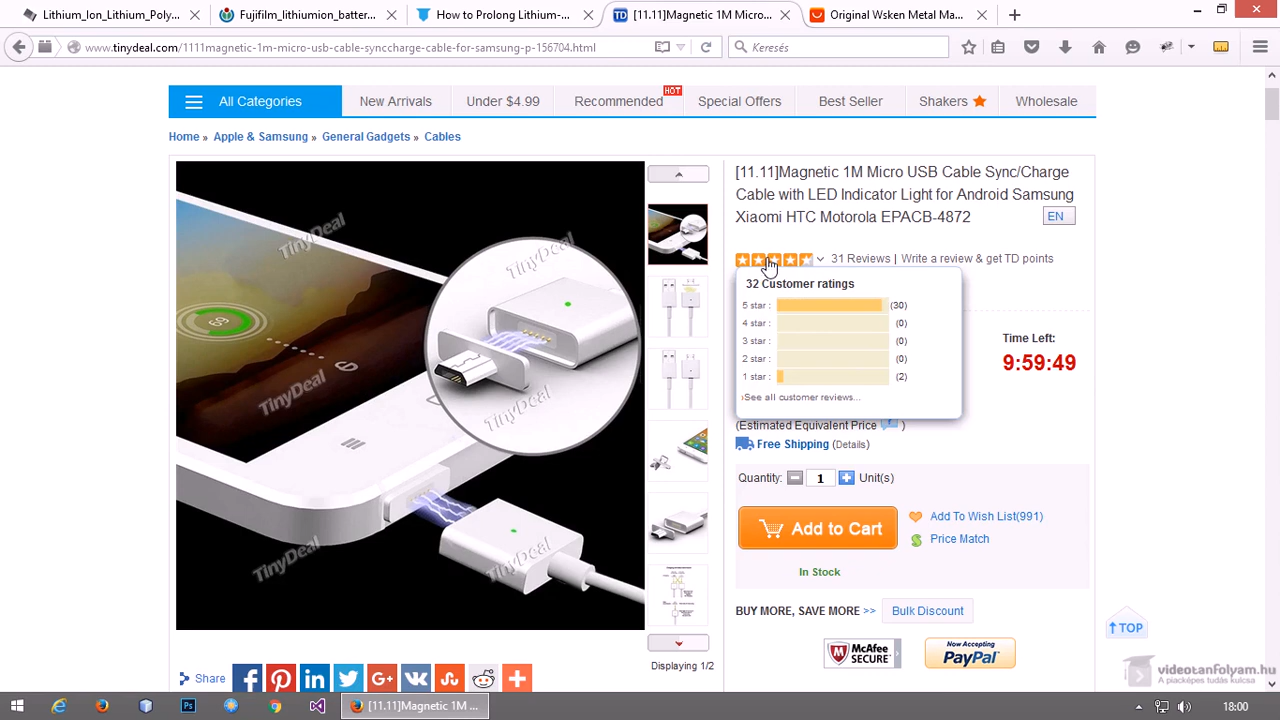 Lithium_Ion_Lithium_Poly...
Fujifilm_lithiumion_batter...
How to Prolong Lithium-...
TD
[11.11]Magnetic 1M Micro...
Original Wsken Metal Ma...
www.tinydeal.com/1111magnetic-1m-micro-usb-cable-synccharge-cable-for-samsung-p-156704.html
Keresés
All Categories
New Arrivals
Under $4.99
Recommended
HOT
Special Offers
Best Seller
Shakers
Wholesale
Home » Apple & Samsung » General Gadgets » Cables
[11.11]Magnetic 1M Micro USB Cable Sync/Charge
Cable with LED Indicator Light for Android Samsung
Xiaomi HTC Motorola EPACB-4872
EN
31 Reviews | Write a review & get TD points
32 Customer ratings
5 star : (30)
4 star : (0)
3 star : (0)
2 star : (0)
1 star : (2)
›See all customer reviews...
Time Left:
9:59:49
(Estimated Equivalent Price )
Free Shipping (Details)
Quantity: 1 Unit(s)
Add to Cart
Add To Wish List(991)
Price Match
In Stock
BUY MORE, SAVE MORE >>
Bulk Discount
McAfee
SECURE
Now Accepting
PayPal
TOP
TinyDeal
TinyDeal
TinyDeal
TinyDeal
TinyDeal
TinyDeal
69
Displaying 1/2
Share
videotanfolyam.hu
A piacképes tudás kulcsa
[11.11]Magnetic 1M ...
18:00